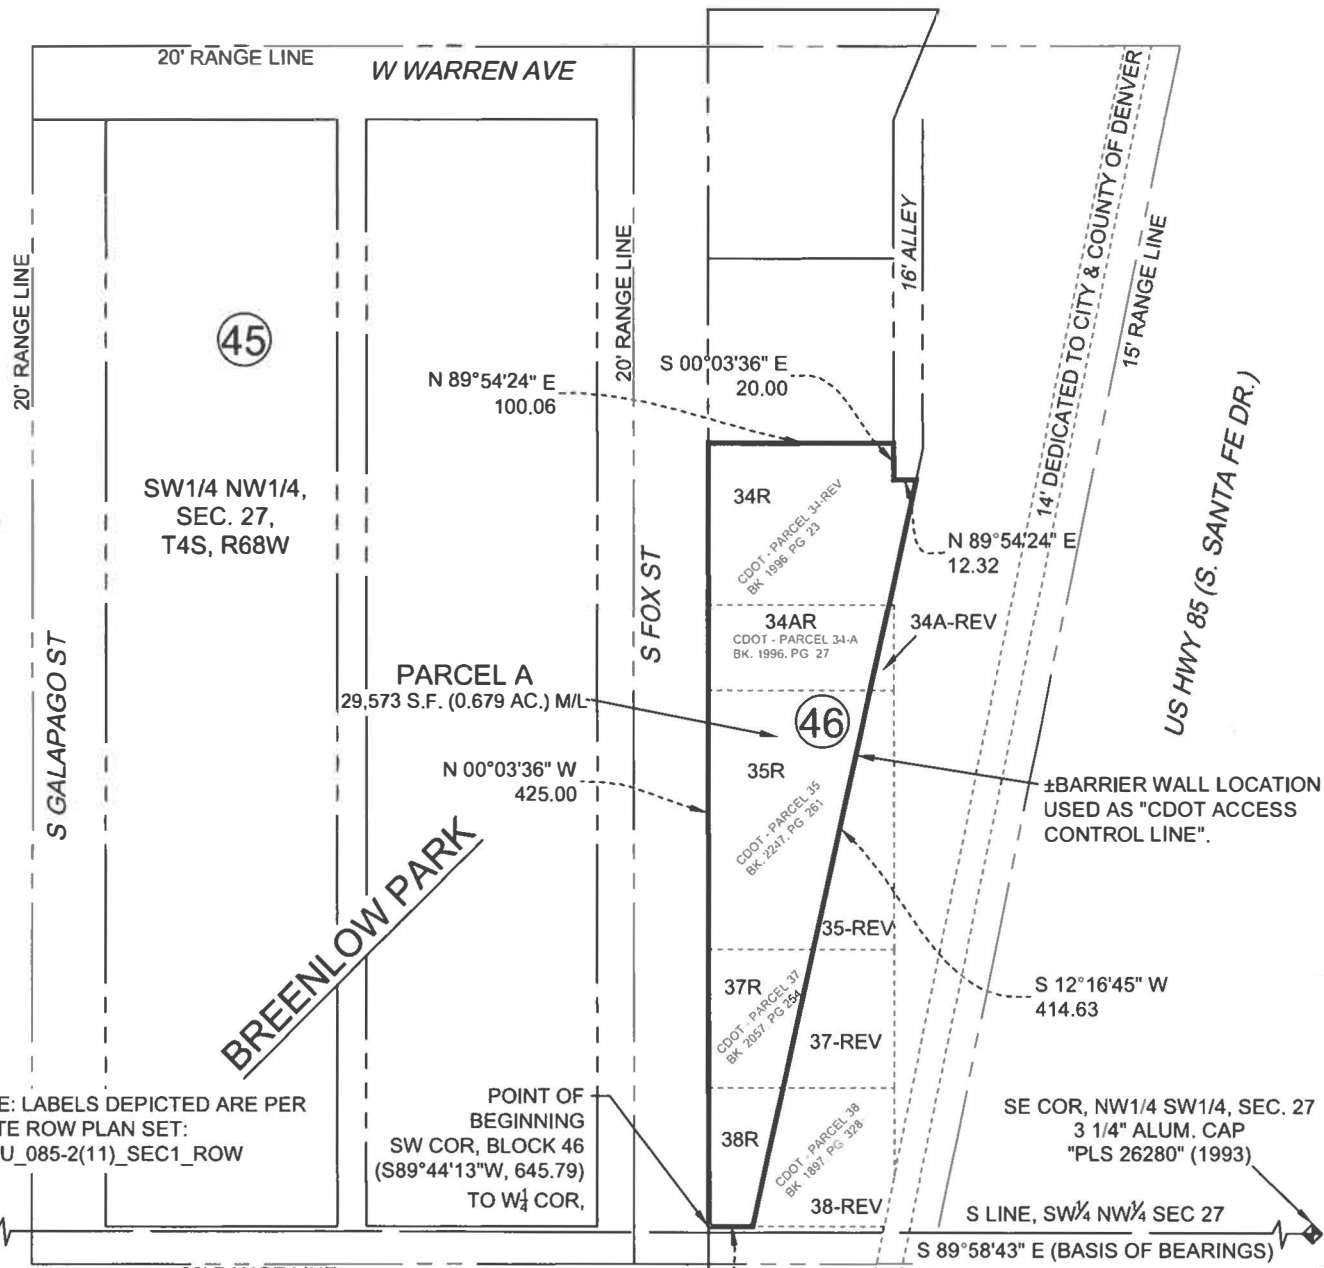 20' RANGE LINE
W WARREN AVE
14' DEDICATED TO CITY & COUNTY OF DENVER
15' RANGE LINE
16' ALLEY
20' RANGE LINE
20' RANGE LINE
45
N 89°54'24" E
100.06
S 00°03'36" E
20.00
US HWY 85 (S. SANTA FE DR.)
SW1/4 NW1/4,
SEC. 27,
T4S, R68W
34R
CDOT - PARCEL 34-REV
BK 1996, PG 23
N 89°54'24" E
12.32
S FOX ST
S GALAPAGO ST
34AR
CDOT - PARCEL 34-A
BK. 1996, PG 27
34A-REV
PARCEL A
29,573 S.F. (0.679 AC.) M/L
46
N 00°03'36" W
425.00
35R
CDOT - PARCEL 35
BK. 2247, PG 261
±BARRIER WALL LOCATION
USED AS "CDOT ACCESS
CONTROL LINE".
BREENLOW PARK
35-REV
37R
CDOT - PARCEL 37
BK 2057, PG 254
S 12°16'45" W
414.63
37-REV
E: LABELS DEPICTED ARE PER
TE ROW PLAN SET:
U_085-2(11)_SEC1_ROW
POINT OF
BEGINNING
SW COR, BLOCK 46
(S89°44'13"W, 645.79)
TO W¼ COR,
38R
CDOT - PARCEL 38
BK 1897, PG 328
38-REV
SE COR, NW1/4 SW1/4, SEC. 27
3 1/4" ALUM. CAP
"PLS 26280" (1993)
S LINE, SW¼ NW¼ SEC 27
S 89°58'43" E (BASIS OF BEARINGS)